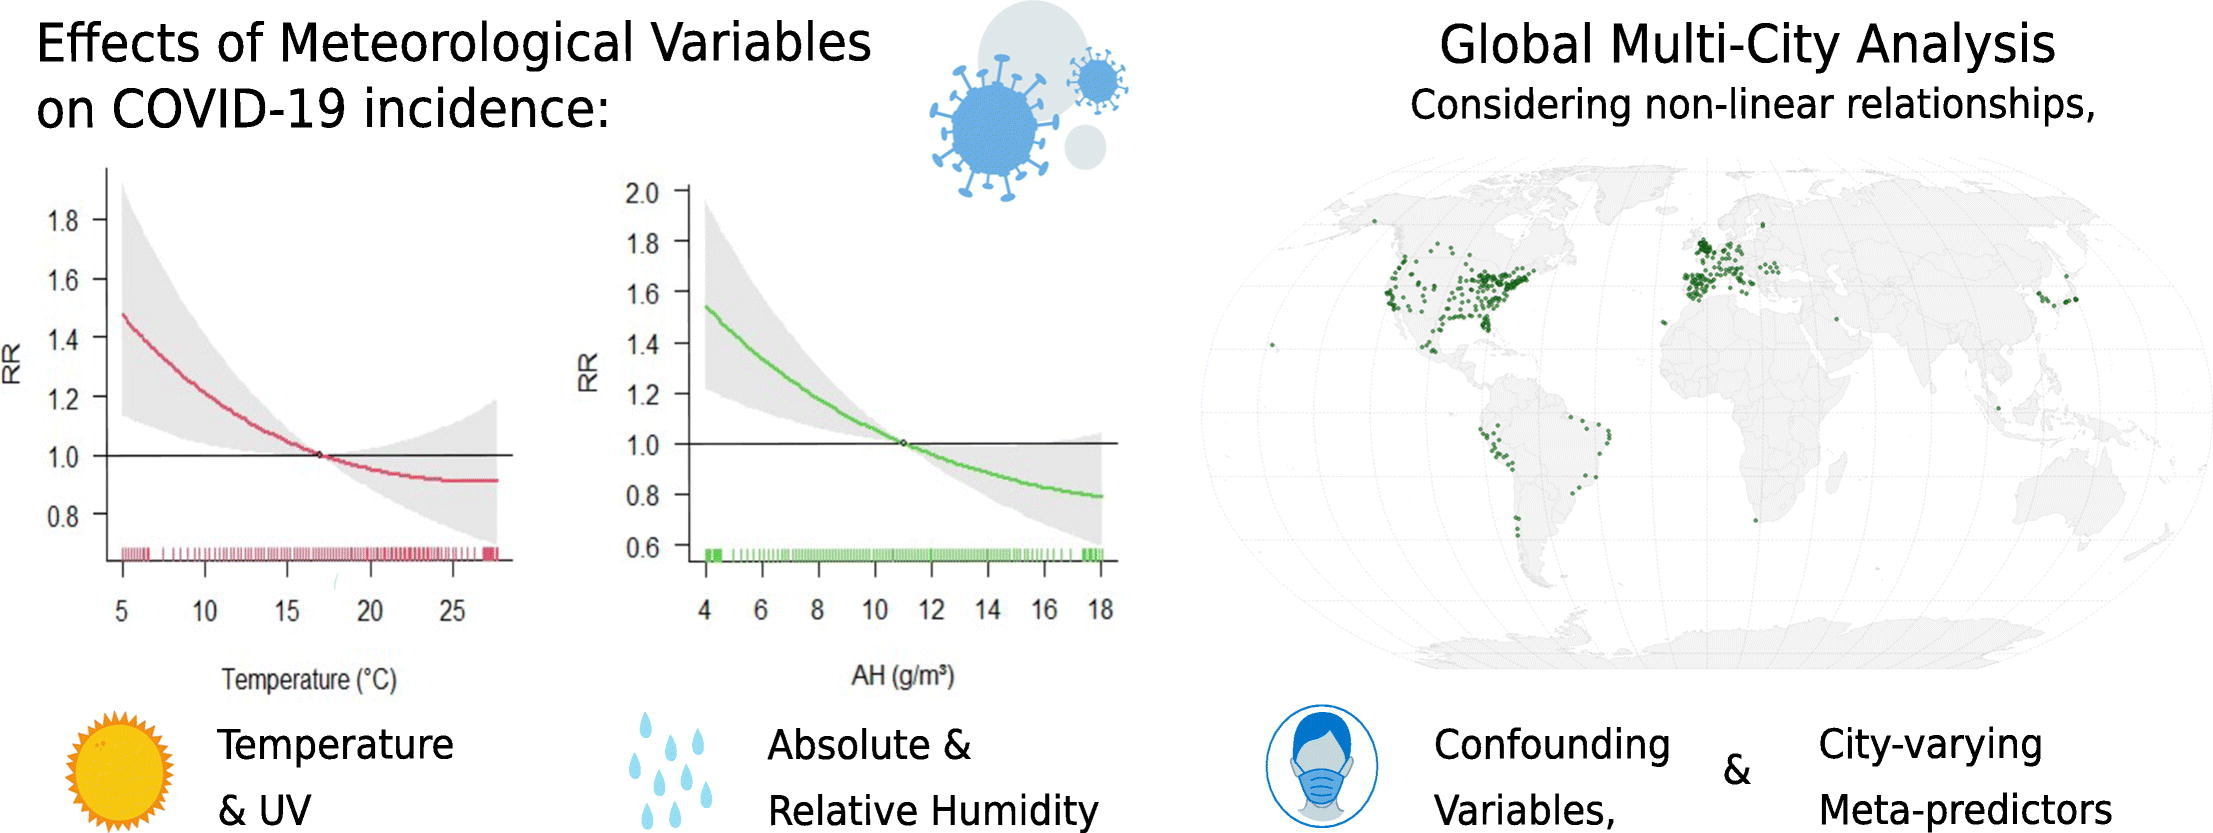 Effects of Meteorological Variables
on COVID-19 incidence:
RR
1.8
1.6
1.4
1.2
1.0
0.8
5 10 15 20 25
Temperature (°C)
RR
2.0
1.8
1.6
1.4
1.2
1.0
0.8
0.6
4 6 8 10 12 14 16 18
AH (g/m³)
Temperature
& UV
Absolute &
Relative Humidity
Global Multi-City Analysis
Considering non-linear relationships,
Confounding
Variables,
&
City-varying
Meta-predictors